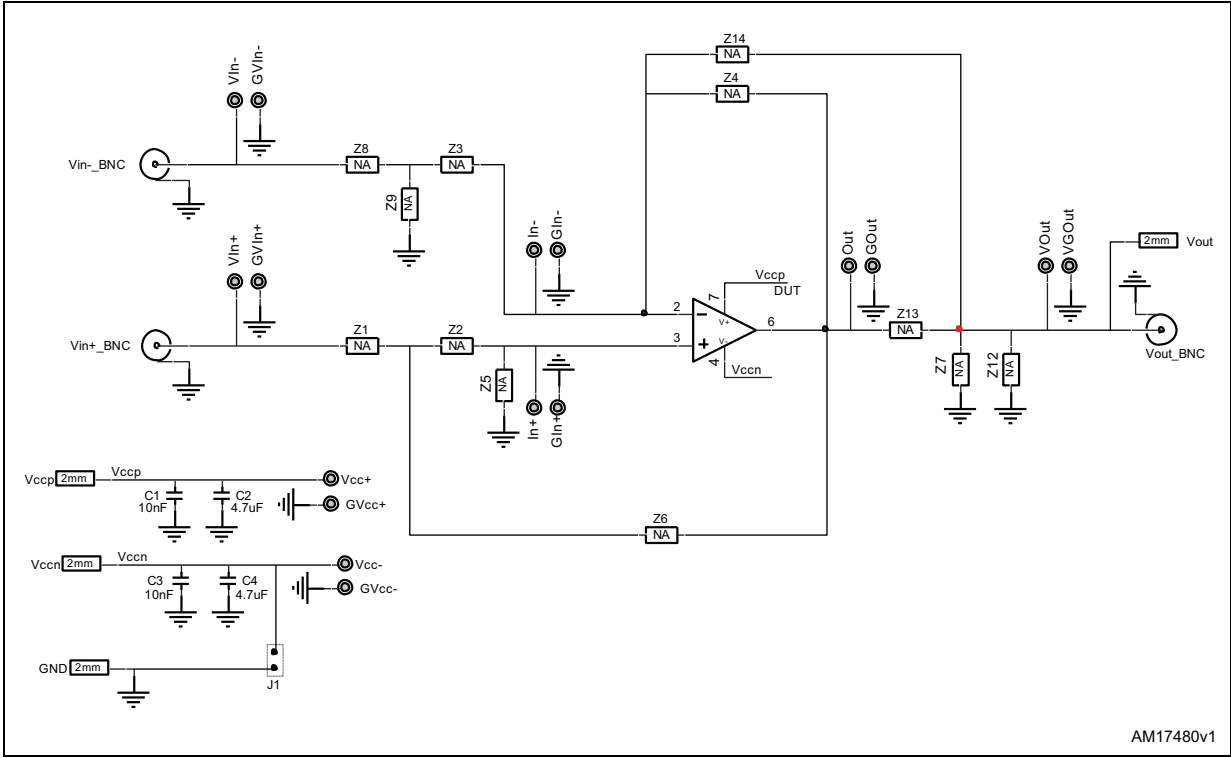 Z14
NA
Z4
NA
VIn-
GVIn-
Vin-_BNC
Z8
NA
Z3
NA
Z9
NA
VIn+
GVIn+
In-
GIn-
Vin+_BNC
Z1
NA
Z2
NA
Z5
NA
In+
GIn+
2
3
7
Vccp
DUT
V+
V-
6
4
Vccn
Out
GOut
Z13
NA
Z7
NA
Z12
NA
VOut
VGOut
2mm
Vout
Vout_BNC
Z6
NA
Vccp
2mm
Vccp
C1
10nF
C2
4.7uF
Vcc+
GVcc+
Vccn
2mm
Vccn
C3
10nF
C4
4.7uF
Vcc-
GVcc-
GND
2mm
J1
AM17480v1